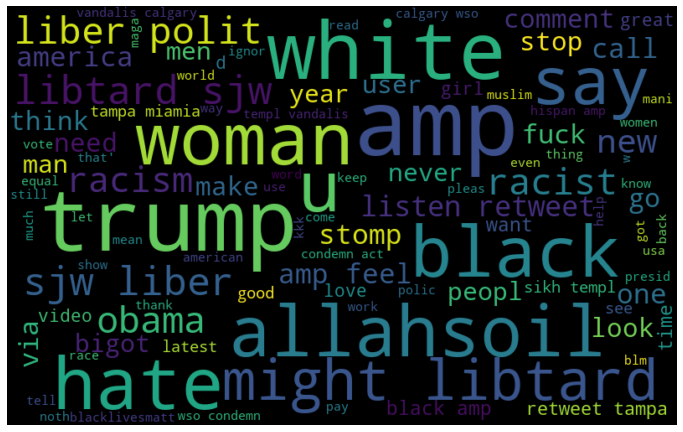 vandalis calgary
calgary wso
read
maga
liber polit
white
comment
great
america
men
d
ignor
stop
call
libtard sjw
world
user
say
year
girl
muslim
mani
tampa miamia
way
templ vandalis
hispan amp
think
need
woman
amp
fuck
new
vote
that'
women
man
racism
make
u
keep
never
even
thing
w
equal
word
pleas
racist
know
still
use
listen retweet
go
much
let
trump
come
want
help
got
back
mean
kkk
stomp
black
usa
american
condemn act
sjw liber
show
amp feel
peopl
sikh templ
presid
one
good
love
polic
thank
work
see
time
via
video
obama
allahsoil
look
bigot
latest
race
blm
hate
might libtard
tell
noth
blacklivesmatt
wso condemn
pay
black amp
retweet tampa